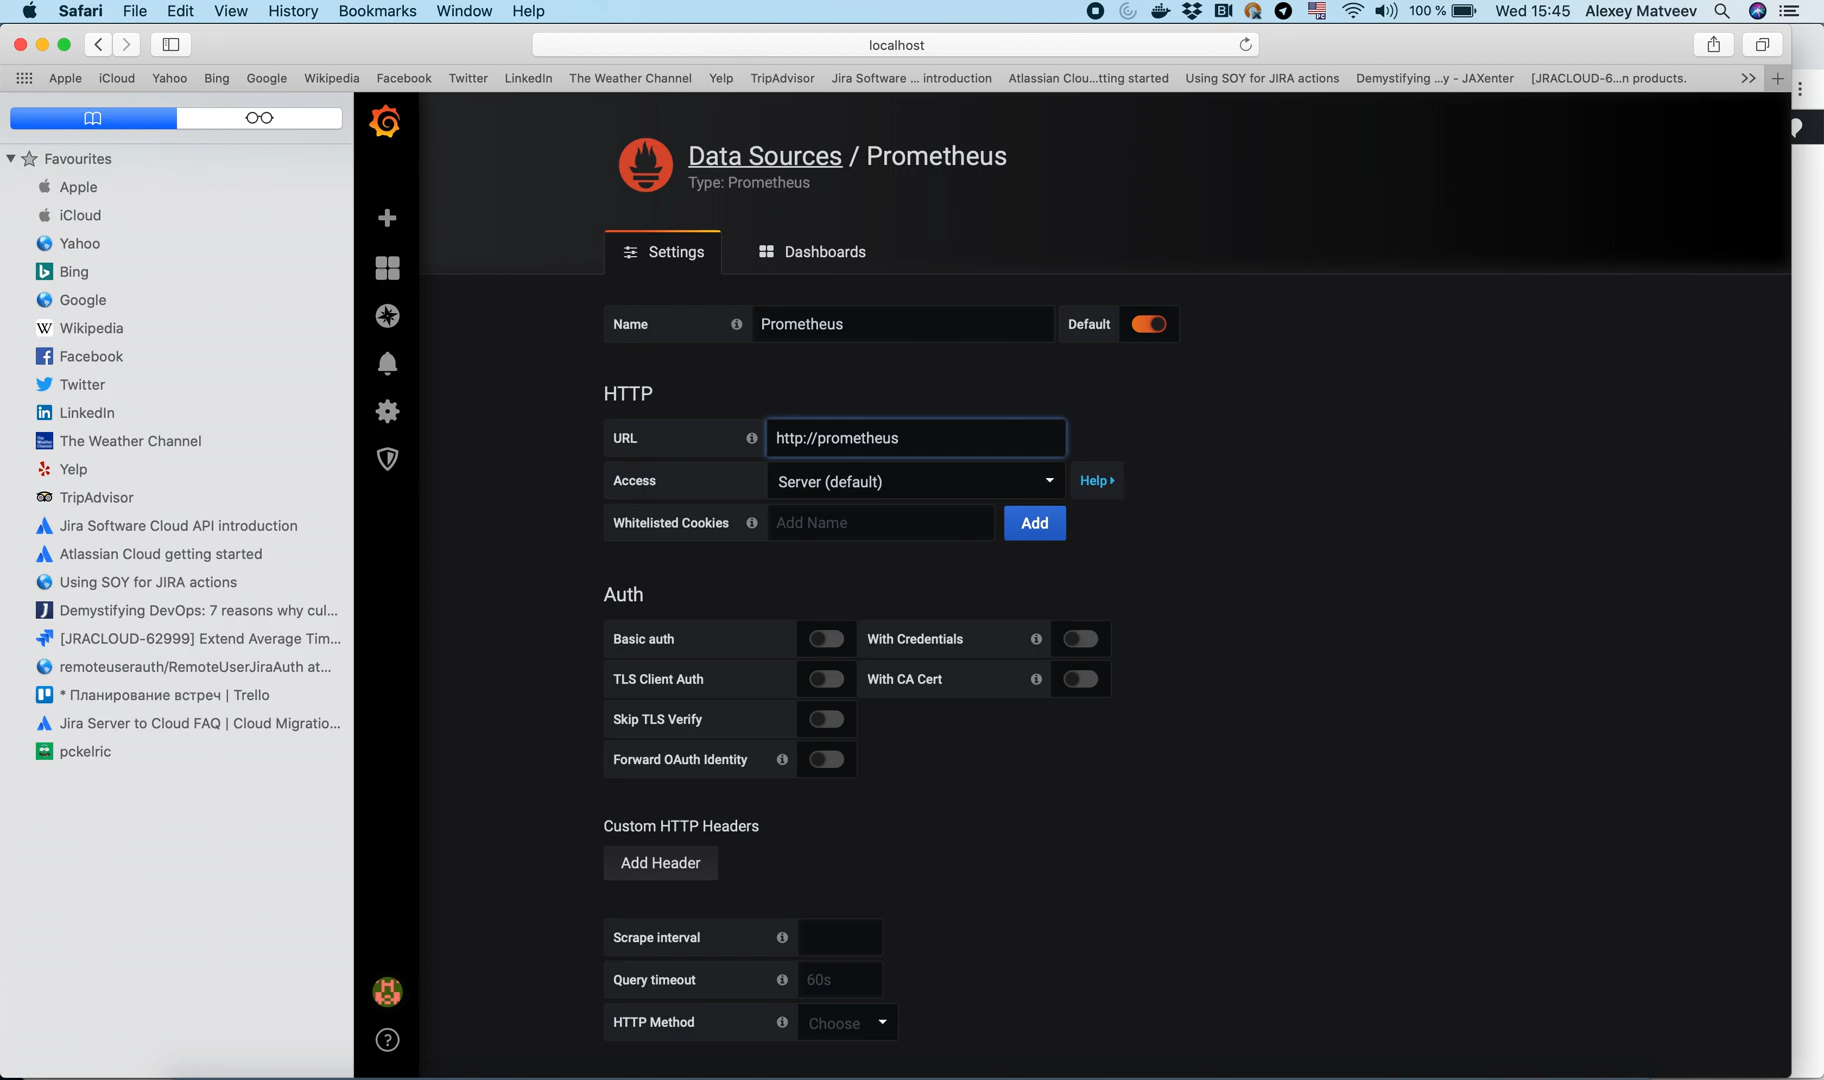 Safari File Edit View History Bookmarks Window Help 100 % Wed 15:45 Alexey Matveev
localhost
Apple iCloud Yahoo Bing Google Wikipedia Facebook Twitter LinkedIn The Weather Channel Yelp TripAdvisor Jira Software ... introduction Atlassian Clou...tting started Using SOY for JIRA actions Demystifying ...y - JAXenter [JRACLOUD-6...n products. >>
Favourites
Apple
iCloud
Yahoo
Bing
Google
Wikipedia
Facebook
Twitter
LinkedIn
The Weather Channel
Yelp
TripAdvisor
Jira Software Cloud API introduction
Atlassian Cloud getting started
Using SOY for JIRA actions
Demystifying DevOps: 7 reasons why cul...
[JRACLOUD-62999] Extend Average Tim...
remoteuserauth/RemoteUserJiraAuth at...
* Планирование встреч | Trello
Jira Server to Cloud FAQ | Cloud Migratio...
pckelric
Data Sources / Prometheus
Type: Prometheus
Settings Dashboards
Name Prometheus Default
HTTP
URL http://prometheus
Access Server (default) Help
Whitelisted Cookies Add Name Add
Auth
Basic auth With Credentials
TLS Client Auth With CA Cert
Skip TLS Verify
Forward OAuth Identity
Custom HTTP Headers
Add Header
Scrape interval
Query timeout 60s
HTTP Method Choose